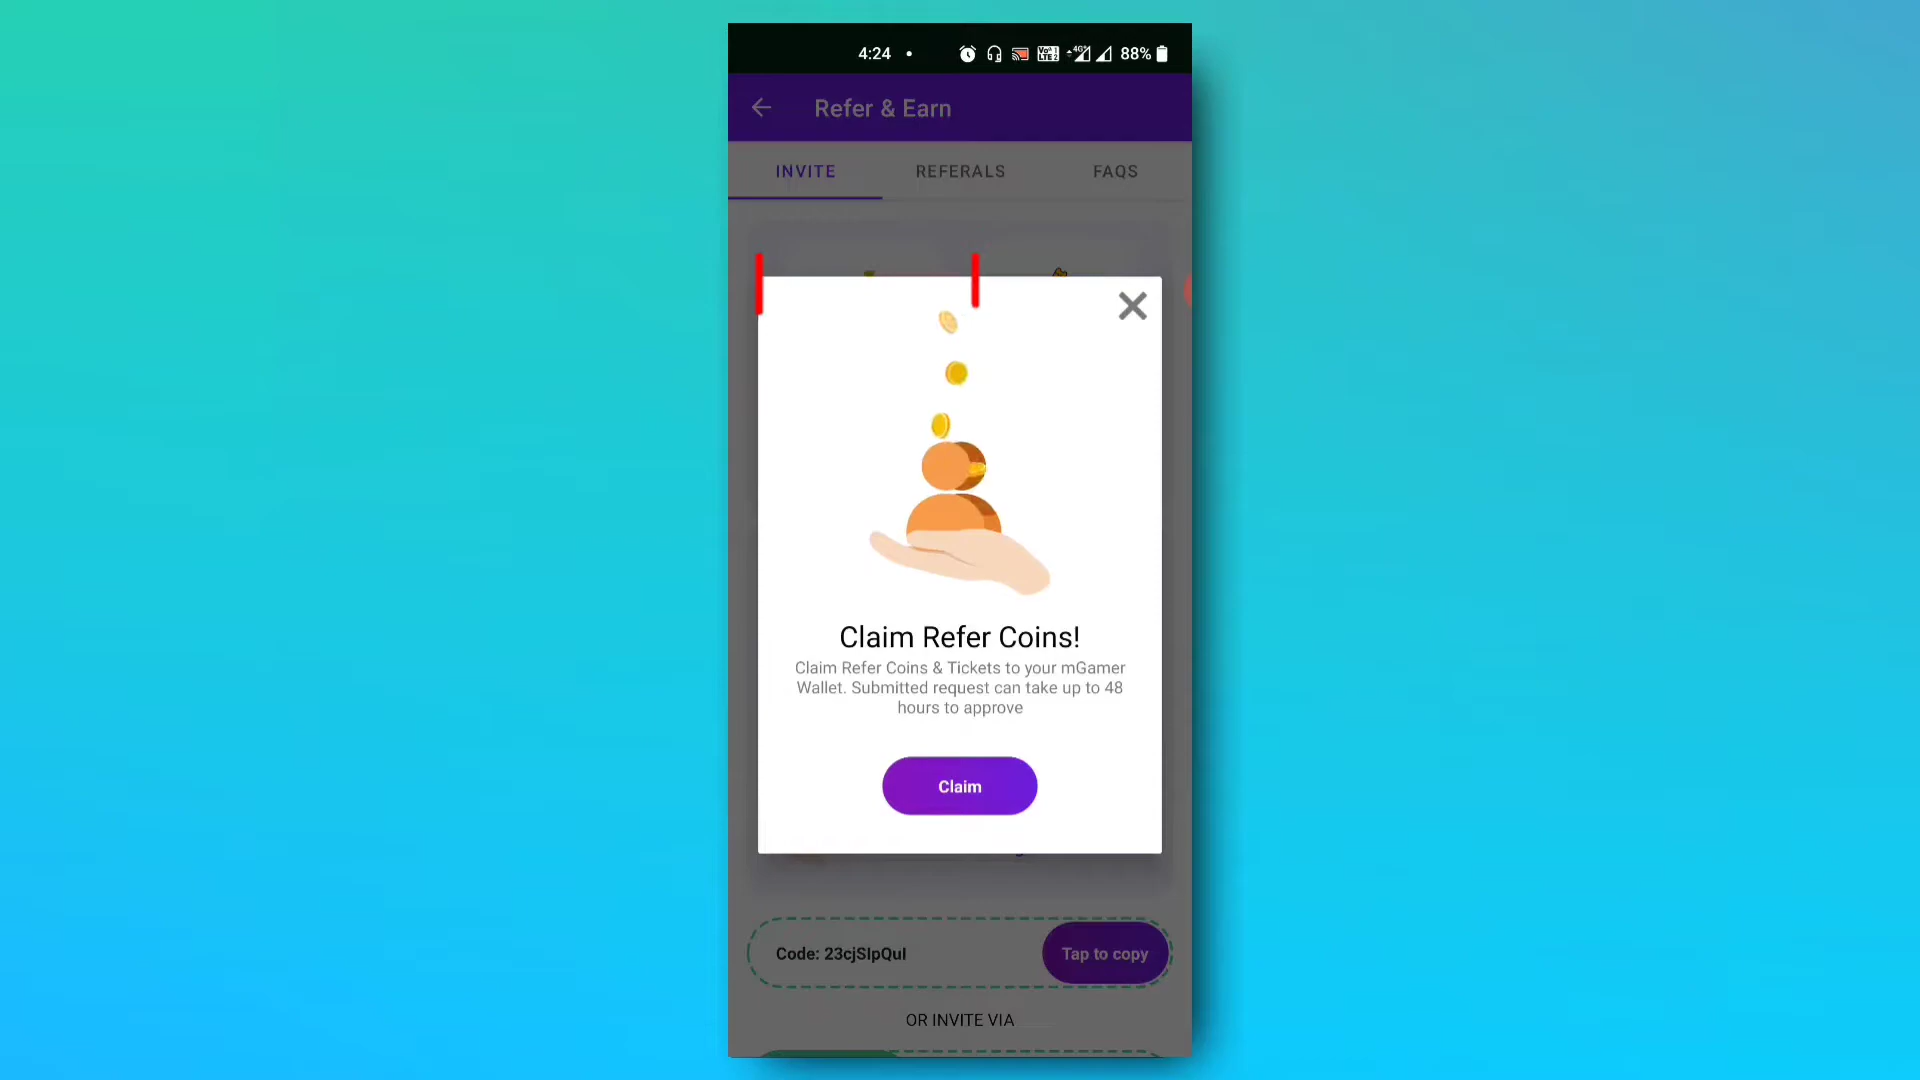 4:24
88%
Refer & Earn
INVITE REFERALS FAQS
Claim Refer Coins!
Claim Refer Coins & Tickets to your mGamer
Wallet. Submitted request can take up to 48
hours to approve
Claim
Code: 23cjSIpQuI Tap to copy
OR INVITE VIA